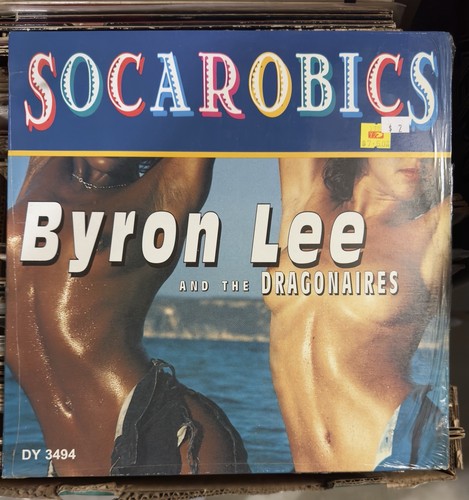 SOCAROBICS
Byron Lee
AND THE DRAGONAIRES
DY 3494